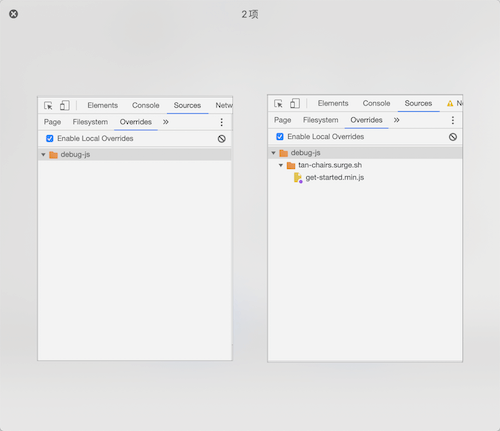 2 项
Elements Console Sources Netw
Page Filesystem Overrides »
Enable Local Overrides
debug-js
Elements Console Sources Ne
Page Filesystem Overrides »
Enable Local Overrides
debug-js
tan-chairs.surge.sh
get-started.min.js